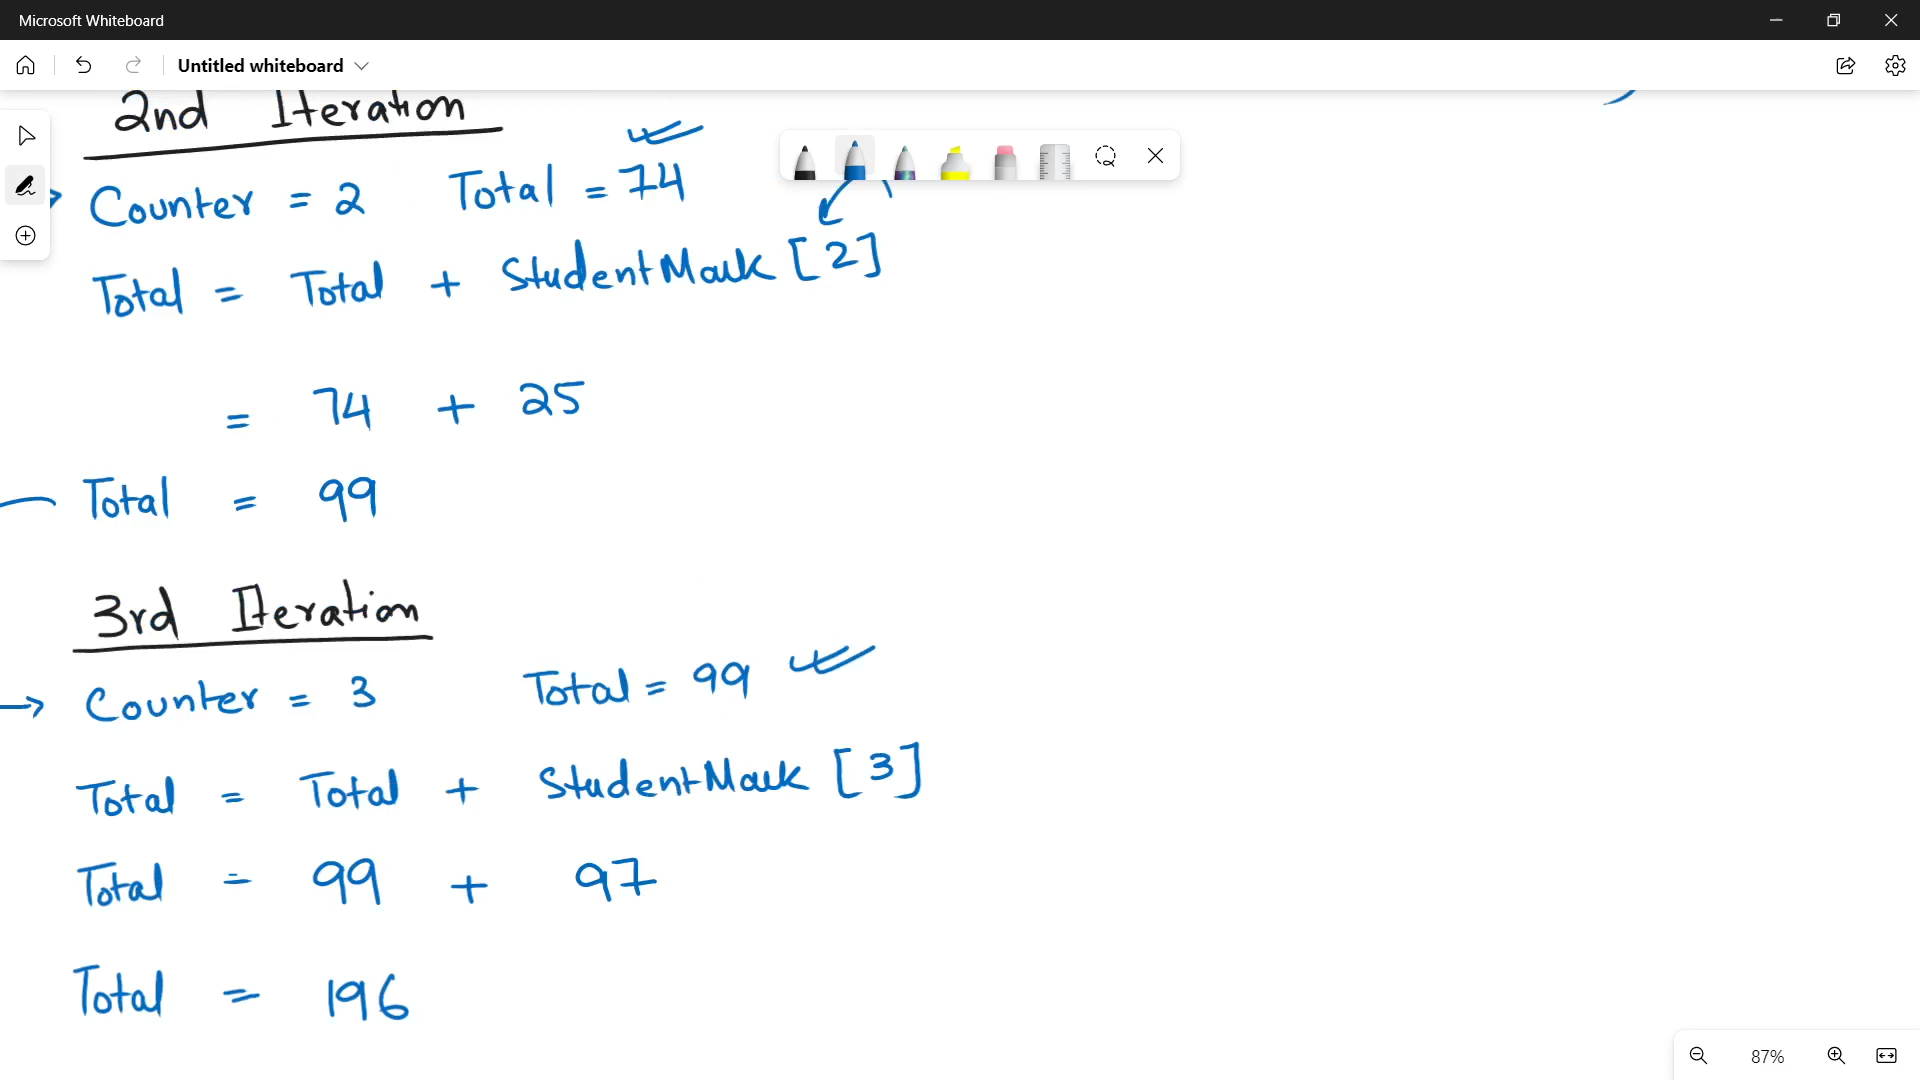 Microsoft Whiteboard
Untitled whiteboard
2nd Iteration
Counter = 2 Total = 74
Total = Total + StudentMark [2]
= 74 + 25
Total = 99
3rd Iteration
Counter = 3 Total = 99
Total = Total + StudentMark [3]
Total = 99 + 97
Total = 196
87%